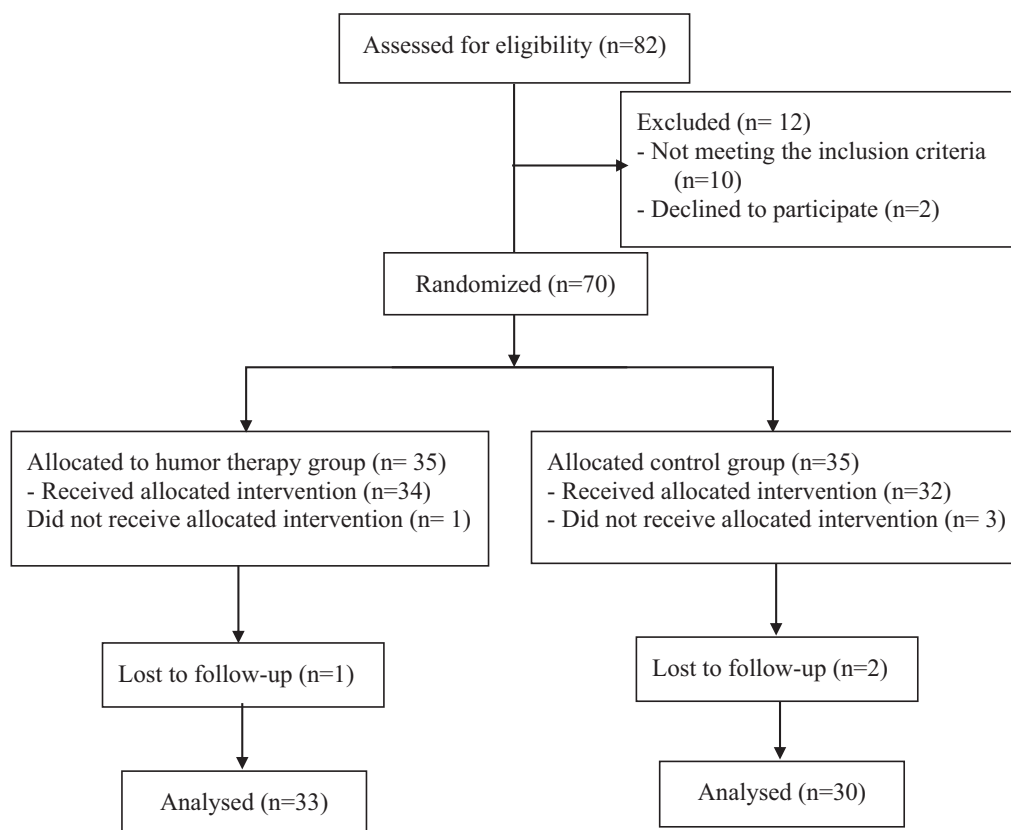 Assessed for eligibility (n=82)
Excluded (n= 12)
- Not meeting the inclusion criteria
(n=10)
- Declined to participate (n=2)
Randomized (n=70)
Allocated to humor therapy group (n= 35)
- Received allocated intervention (n=34)
Did not receive allocated intervention (n= 1)
Allocated control group (n=35)
- Received allocated intervention (n=32)
- Did not receive allocated intervention (n= 3)
Lost to follow-up (n=1)
Lost to follow-up (n=2)
Analysed (n=33)
Analysed (n=30)